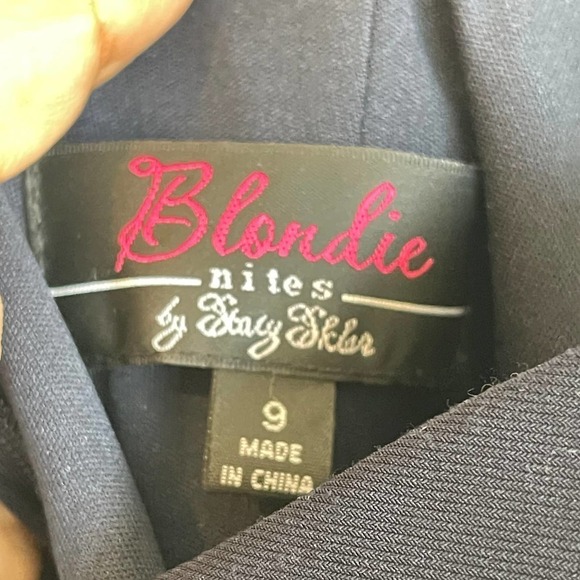 Blondie
nites
by Stacy Sklar
9
MADE
IN CHINA